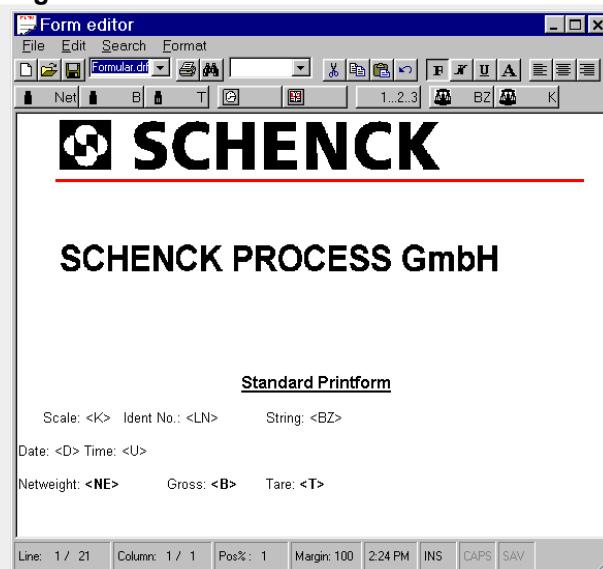 Form editor
File Edit Search Format
Formular.drf
F K U A
Net B T 1...2..3 BZ K
SCHENCK
SCHENCK PROCESS GmbH
Standard Printform
Scale: <K> Ident No.: <LN> String: <BZ>
Date: <D> Time: <U>
Netweight: <NE> Gross: <B> Tare: <T>
Line: 1 / 21 Column: 1 / 1 Pos% : 1 Margin: 100 2:24 PM INS CAPS SAV